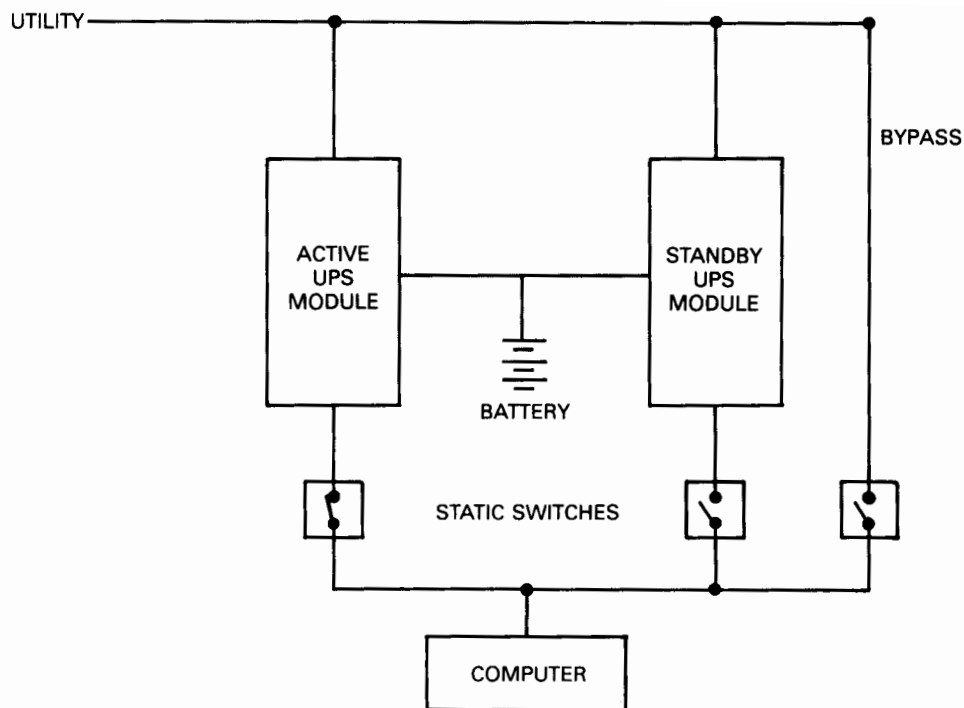 UTILITY
BYPASS
ACTIVE
UPS
MODULE
STANDBY
UPS
MODULE
BATTERY
STATIC SWITCHES
COMPUTER